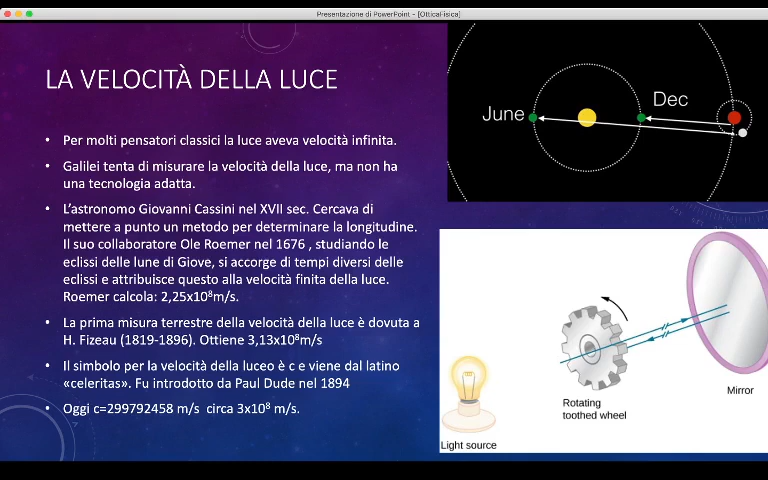 Presentazione di PowerPoint - [OtticaFisica]
LA VELOCITÀ DELLA LUCE
• Per molti pensatori classici la luce aveva velocità infinita.
• Galilei tenta di misurare la velocità della luce, ma non ha
una tecnologia adatta.
• L'astronomo Giovanni Cassini nel XVII sec. Cercava di
mettere a punto un metodo per determinare la longitudine.
Il suo collaboratore Ole Roemer nel 1676 , studiando le
eclissi delle lune di Giove, si accorge di tempi diversi delle
eclissi e attribuisce questo alla velocità finita della luce.
Roemer calcola: 2,25x10⁸m/s.
• La prima misura terrestre della velocità della luce è dovuta a
H. Fizeau (1819-1896). Ottiene 3,13x10⁸m/s
• Il simbolo per la velocità della luceo è c e viene dal latino
«celeritas». Fu introdotto da Paul Dude nel 1894
• Oggi c=299792458 m/s circa 3x10⁸ m/s.
June
Dec
Mirror
Rotating
toothed wheel
Light source